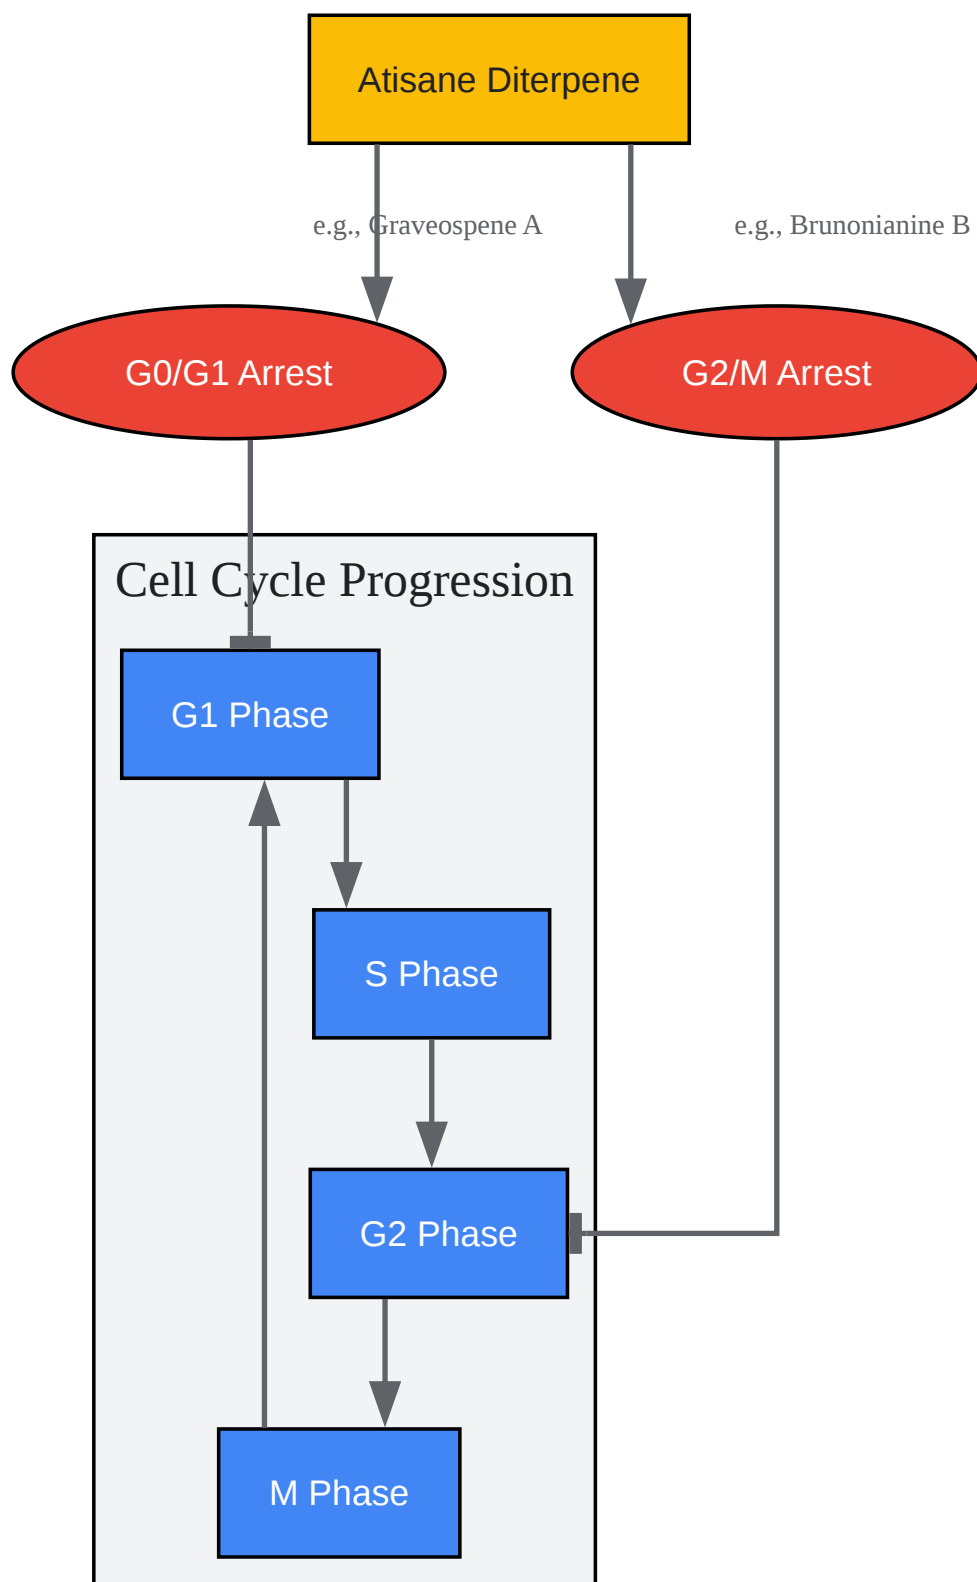 Atisane Diterpene
e.g., Graveospene A
e.g., Brunonianine B
G0/G1 Arrest
G2/M Arrest
Cell Cycle Progression
G1 Phase
S Phase
G2 Phase
M Phase